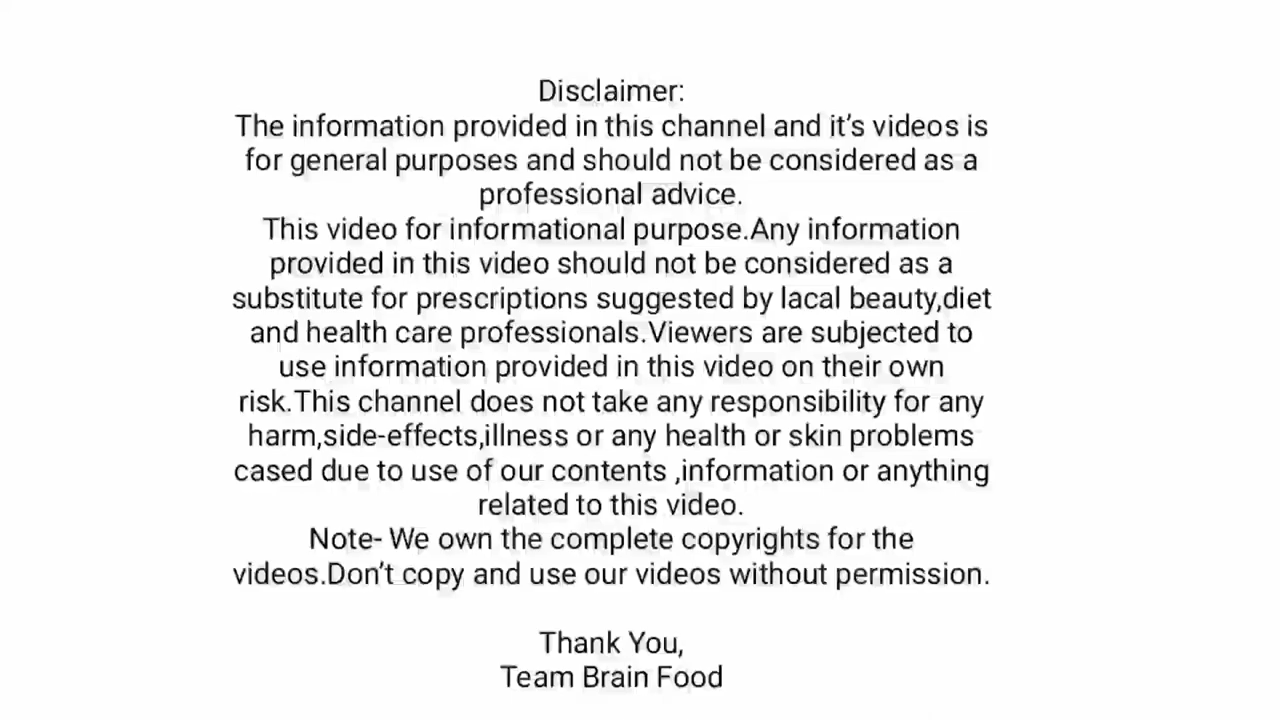 Disclaimer:
The information provided in this channel and it's videos is
for general purposes and should not be considered as a
professional advice.
This video for informational purpose.Any information
provided in this video should not be considered as a
substitute for prescriptions suggested by lacal beauty,diet
and health care professionals.Viewers are subjected to
use information provided in this video on their own
risk.This channel does not take any responsibility for any
harm,side-effects,illness or any health or skin problems
cased due to use of our contents ,information or anything
related to this video.
Note- We own the complete copyrights for the
videos.Don't copy and use our videos without permission.
Thank You,
Team Brain Food